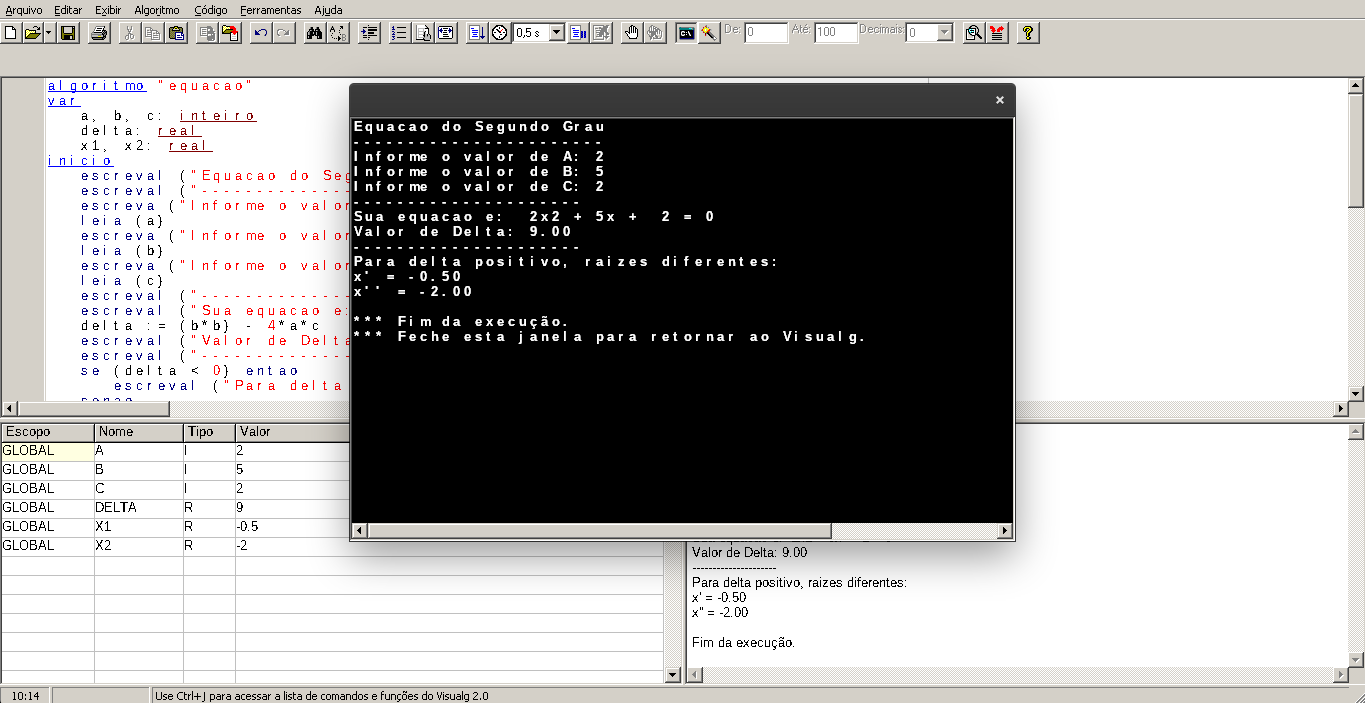 Arquivo Editar Exibir Algoritmo Código Ferramentas Ajuda
0,5 s De: 0 Até: 100 Decimais: 0
algoritmo "equacao"
var
a, b, c: inteiro
delta: real
x1, x2: real
inicio
escreval ("Equacao do Seg
escreval ("--------------
escreva ("Informe o valor
leia (a)
escreva ("Informe o valor
leia (b)
escreva ("Informe o valor
leia (c)
escreval ("--------------
escreval ("Sua equacao e:
delta := (b*b) - 4*a*c
escreval ("Valor de Delta
escreval ("--------------
se (delta < 0) entao
escreval ("Para delta
senao
Equacao do Segundo Grau
-----------------------
Informe o valor de A: 2
Informe o valor de B: 5
Informe o valor de C: 2
---------------------
Sua equacao e:  2x2 + 5x +  2 = 0
Valor de Delta: 9.00
---------------------
Para delta positivo, raizes diferentes:
x' = -0.50
x'' = -2.00
*** Fim da execução.
*** Feche esta janela para retornar ao Visualg.
Escopo Nome Tipo Valor
GLOBAL A I 2
GLOBAL B I 5
GLOBAL C I 2
GLOBAL DELTA R 9
GLOBAL X1 R -0.5
GLOBAL X2 R -2
Valor de Delta: 9.00
---------------------
Para delta positivo, raizes diferentes:
x' = -0.50
x'' = -2.00
Fim da execução.
10:14 Use Ctrl+J para acessar a lista de comandos e funções do Visualg 2.0